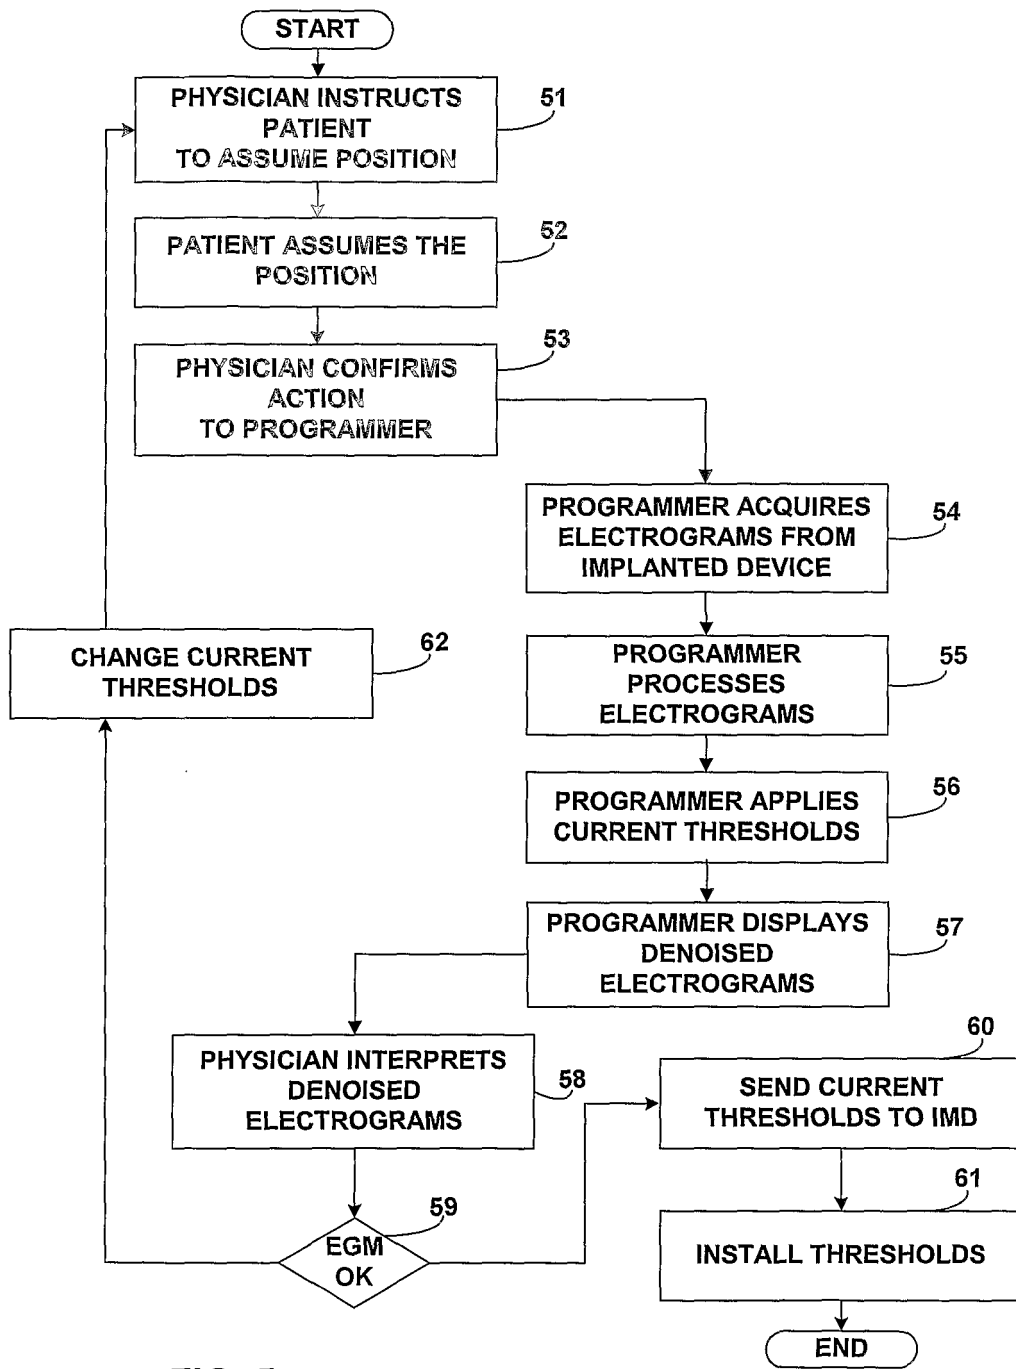 START
PHYSICIAN INSTRUCTS
PATIENT
TO ASSUME POSITION
51
PATIENT ASSUMES THE
POSITION
52
PHYSICIAN CONFIRMS
ACTION
TO PROGRAMMER
53
PROGRAMMER ACQUIRES
ELECTROGRAMS FROM
IMPLANTED DEVICE
54
PROGRAMMER
PROCESSES
ELECTROGRAMS
55
PROGRAMMER APPLIES
CURRENT THRESHOLDS
56
PROGRAMMER DISPLAYS
DENOISED
ELECTROGRAMS
57
PHYSICIAN INTERPRETS
DENOISED
ELECTROGRAMS
58
EGM
OK
59
SEND CURRENT
THRESHOLDS TO IMD
60
INSTALL THRESHOLDS
61
END
CHANGE CURRENT
THRESHOLDS
62